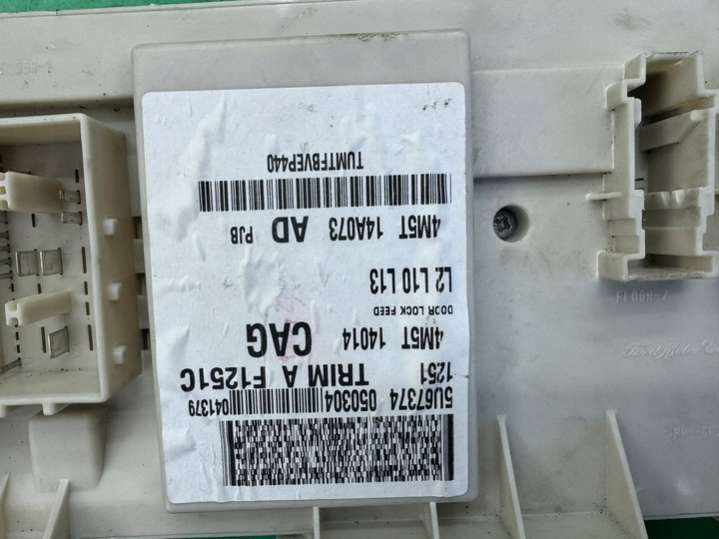 5U67374 050304 041379
1251 TRIM A F1251C
4M5T 14014 CAG
DOOR LOCK FEED
L2 L10 L13
4M5T 14A073 AD PJB
TUMTFBVEP440